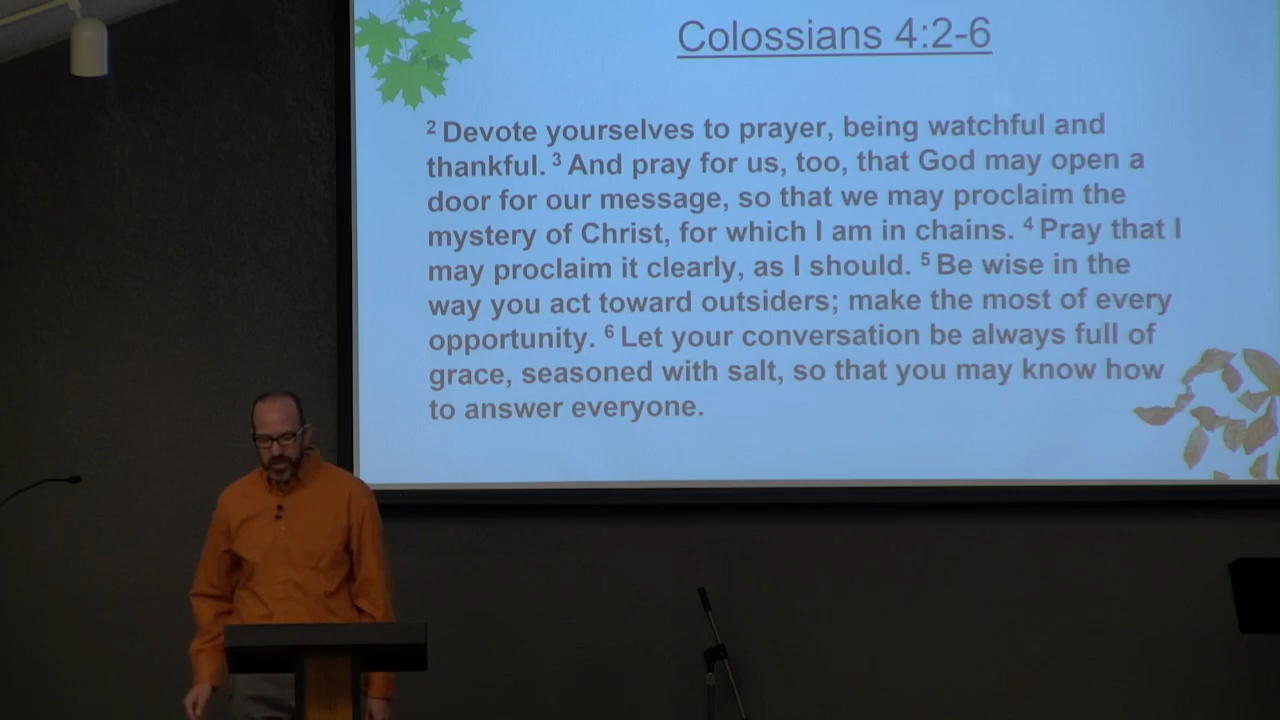 Colossians 4:2-6
² Devote yourselves to prayer, being watchful and
thankful. ³ And pray for us, too, that God may open a
door for our message, so that we may proclaim the
mystery of Christ, for which I am in chains. ⁴ Pray that I
may proclaim it clearly, as I should. ⁵ Be wise in the
way you act toward outsiders; make the most of every
opportunity. ⁶ Let your conversation be always full of
grace, seasoned with salt, so that you may know how
to answer everyone.